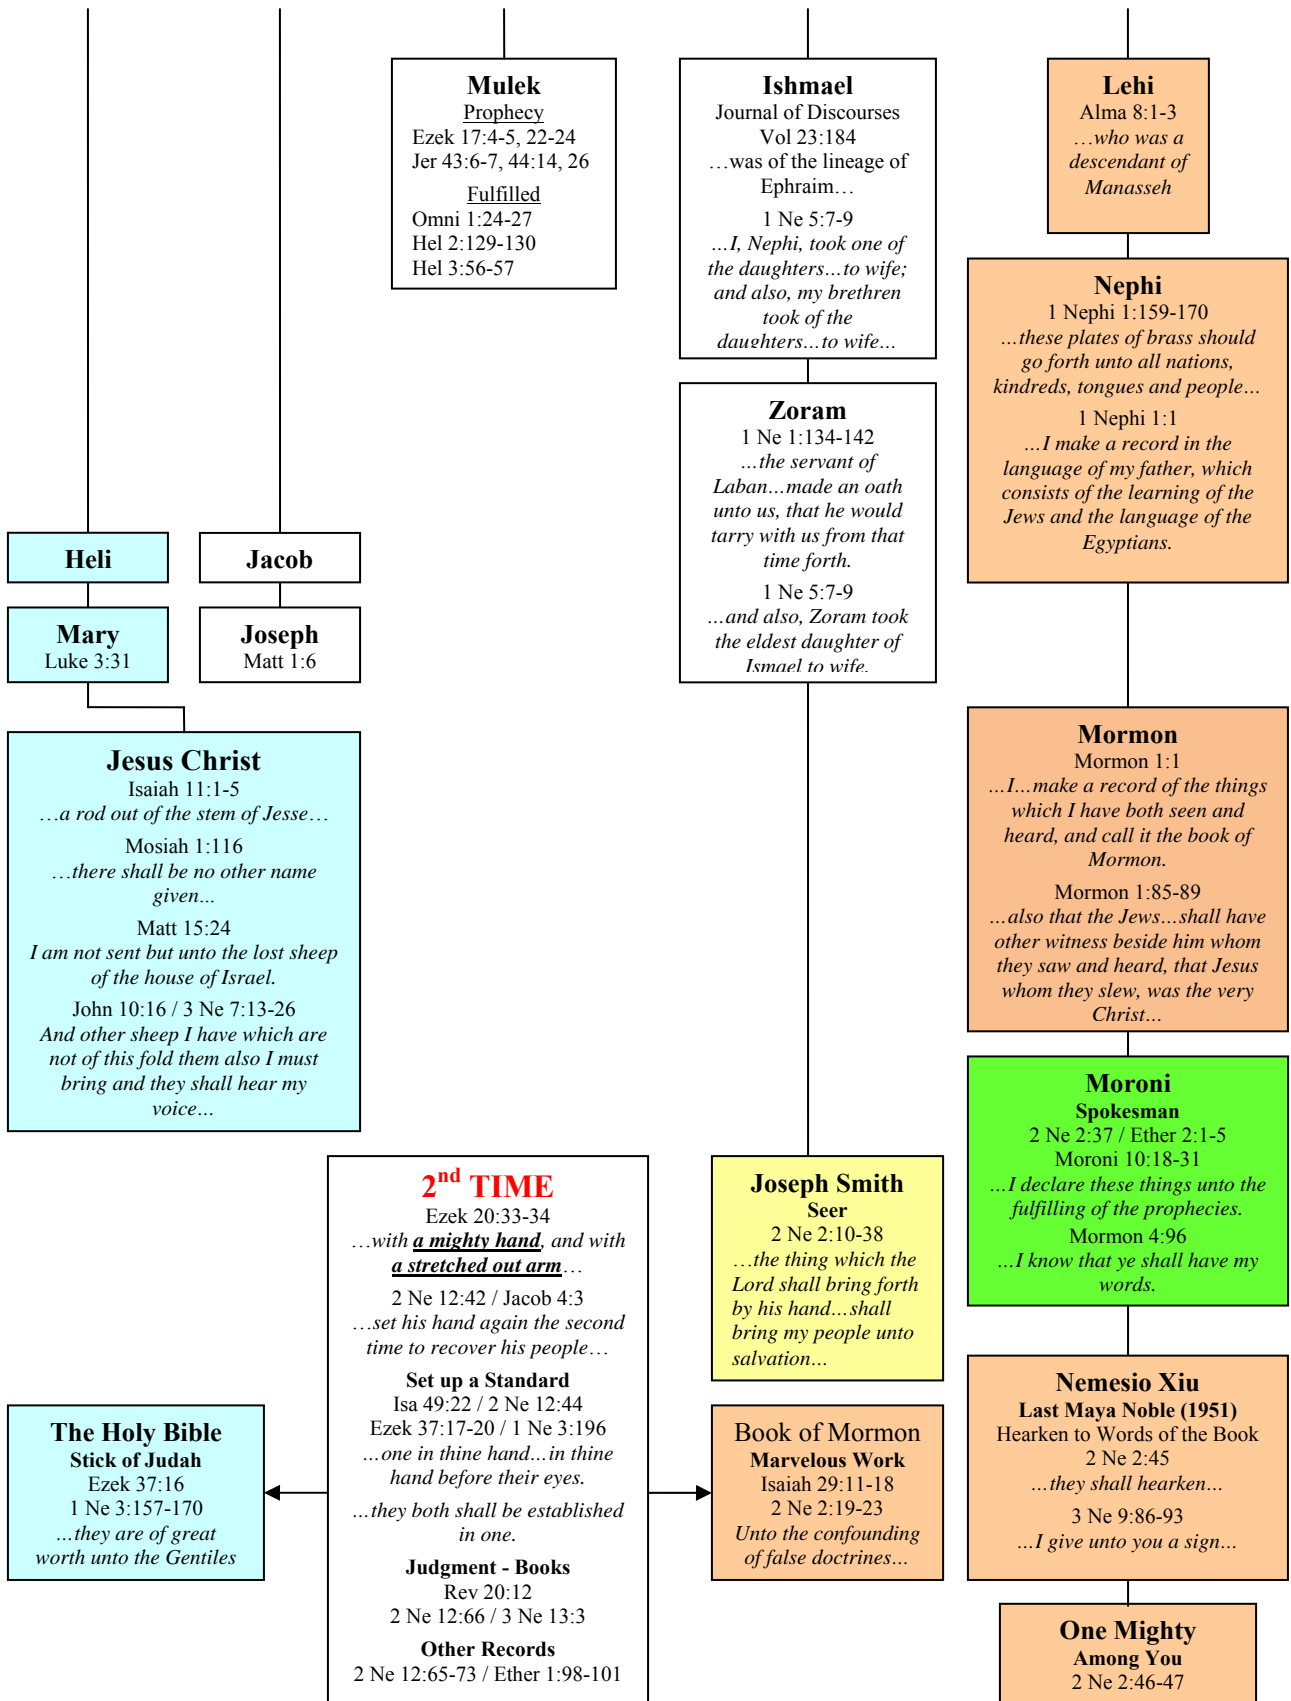 Mulek
Prophecy
Ezek 17:4-5, 22-24
Jer 43:6-7, 44:14, 26
Fulfilled
Omni 1:24-27
Hel 2:129-130
Hel 3:56-57
Ishmael
Journal of Discourses
Vol 23:184
…was of the lineage of
Ephraim…
1 Ne 5:7-9
…I, Nephi, took one of
the daughters…to wife;
and also, my brethren
took of the
daughters…to wife…
Lehi
Alma 8:1-3
…who was a
descendant of
Manasseh
Nephi
1 Nephi 1:159-170
…these plates of brass should
go forth unto all nations,
kindreds, tongues and people…
1 Nephi 1:1
…I make a record in the
language of my father, which
consists of the learning of the
Jews and the language of the
Egyptians.
Zoram
1 Ne 1:134-142
…the servant of
Laban…made an oath
unto us, that he would
tarry with us from that
time forth.
1 Ne 5:7-9
…and also, Zoram took
the eldest daughter of
Ismael to wife.
Heli
Jacob
Mary
Luke 3:31
Joseph
Matt 1:6
Jesus Christ
Isaiah 11:1-5
…a rod out of the stem of Jesse…
Mosiah 1:116
…there shall be no other name
given…
Matt 15:24
I am not sent but unto the lost sheep
of the house of Israel.
John 10:16 / 3 Ne 7:13-26
And other sheep I have which are
not of this fold them also I must
bring and they shall hear my
voice…
Mormon
Mormon 1:1
…I…make a record of the things
which I have both seen and
heard, and call it the book of
Mormon.
Mormon 1:85-89
…also that the Jews…shall have
other witness beside him whom
they saw and heard, that Jesus
whom they slew, was the very
Christ…
Moroni
Spokesman
2 Ne 2:37 / Ether 2:1-5
Moroni 10:18-31
…I declare these things unto the
fulfilling of the prophecies.
Mormon 4:96
…I know that ye shall have my
words.
2nd TIME
Ezek 20:33-34
…with a mighty hand, and with
a stretched out arm…
2 Ne 12:42 / Jacob 4:3
…set his hand again the second
time to recover his people…
Set up a Standard
Isa 49:22 / 2 Ne 12:44
Ezek 37:17-20 / 1 Ne 3:196
…one in thine hand…in thine
hand before their eyes.
…they both shall be established
in one.
Judgment - Books
Rev 20:12
2 Ne 12:66 / 3 Ne 13:3
Other Records
2 Ne 12:65-73 / Ether 1:98-101
Joseph Smith
Seer
2 Ne 2:10-38
…the thing which the
Lord shall bring forth
by his hand…shall
bring my people unto
salvation…
The Holy Bible
Stick of Judah
Ezek 37:16
1 Ne 3:157-170
…they are of great
worth unto the Gentiles
Book of Mormon
Marvelous Work
Isaiah 29:11-18
2 Ne 2:19-23
Unto the confounding
of false doctrines…
Nemesio Xiu
Last Maya Noble (1951)
Hearken to Words of the Book
2 Ne 2:45
…they shall hearken…
3 Ne 9:86-93
…I give unto you a sign…
One Mighty
Among You
2 Ne 2:46-47